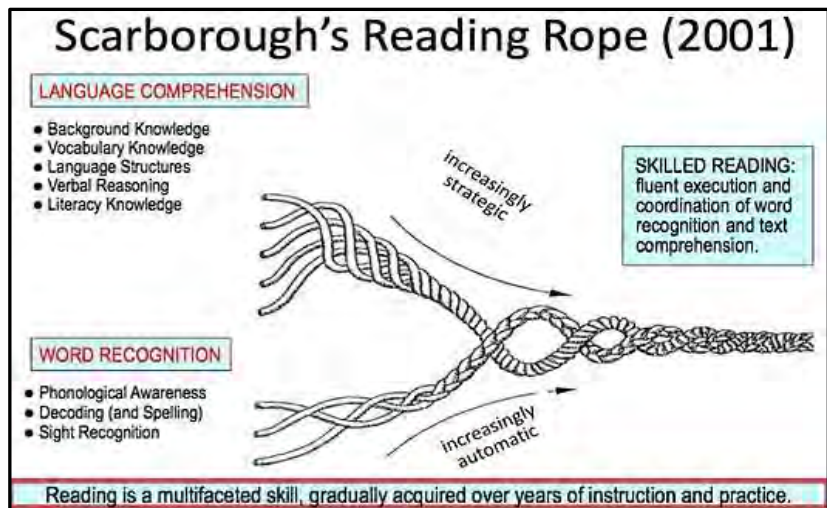 Scarborough's Reading Rope (2001)
LANGUAGE COMPREHENSION
● Background Knowledge
● Vocabulary Knowledge
● Language Structures
● Verbal Reasoning
● Literacy Knowledge
increasingly
strategic
SKILLED READING:
fluent execution and
coordination of word
recognition and text
comprehension.
WORD RECOGNITION
● Phonological Awareness
● Decoding (and Spelling)
● Sight Recognition
increasingly
automatic
Reading is a multifaceted skill, gradually acquired over years of instruction and practice.